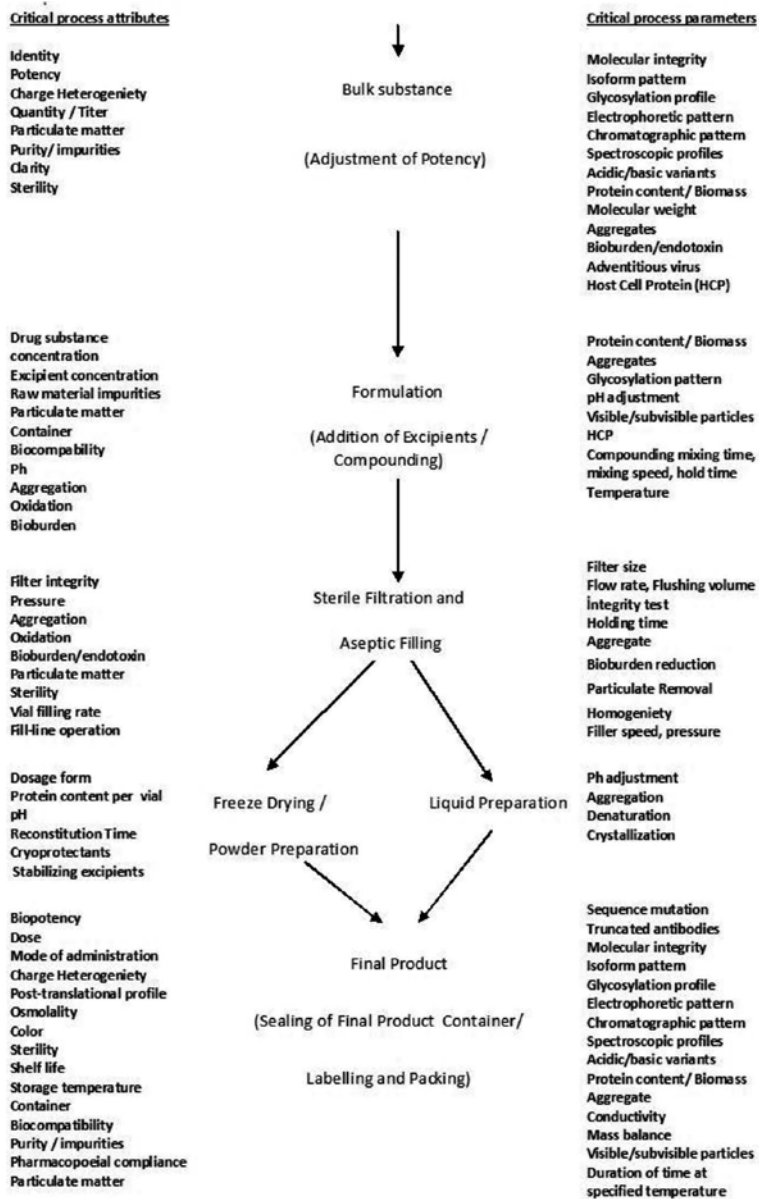 Critical process attributes
Critical process parameters
Identity
Potency
Charge Heterogeniety
Quantity / Titer
Particulate matter
Purity/ impurities
Clarity
Sterility
Bulk substance
(Adjustment of Potency)
Molecular integrity
Isoform pattern
Glycosylation profile
Electrophoretic pattern
Chromatographic pattern
Spectroscopic profiles
Acidic/basic variants
Protein content/ Biomass
Molecular weight
Aggregates
Bioburden/endotoxin
Adventitious virus
Host Cell Protein (HCP)
Drug substance
concentration
Excipient concentration
Raw material impurities
Particulate matter
Container
Biocompability
Ph
Aggregation
Oxidation
Bioburden
Formulation
(Addition of Excipients /
Compounding)
Protein content/ Biomass
Aggregates
Glycosylation pattern
pH adjustment
Visible/subvisible particles
HCP
Compounding mixing time,
mixing speed, hold time
Temperature
Filter integrity
Pressure
Aggregation
Oxidation
Bioburden/endotoxin
Particulate matter
Sterility
Vial filling rate
Fill-line operation
Sterile Filtration and
Aseptic Filling
Filter size
Flow rate, Flushing volume
İntegrity test
Holding time
Aggregate
Bioburden reduction
Particulate Removal
Homogeniety
Filler speed, pressure
Dosage form
Protein content per vial
pH
Reconstitution Time
Cryoprotectants
Stabilizing excipients
Freeze Drying /
Powder Preparation
Liquid Preparation
Ph adjustment
Aggregation
Denaturation
Crystallization
Biopotency
Dose
Mode of administration
Charge Heterogeniety
Post-translational profile
Osmolality
Color
Sterility
Shelf life
Storage temperature
Container
Biocompatibility
Purity / impurities
Pharmacopoeial compliance
Particulate matter
Final Product
(Sealing of Final Product Container/
Labelling and Packing)
Sequence mutation
Truncated antibodies
Molecular integrity
Isoform pattern
Glycosylation profile
Electrophoretic pattern
Chromatographic pattern
Spectroscopic profiles
Acidic/basic variants
Protein content/ Biomass
Aggregate
Conductivity
Mass balance
Visible/subvisible particles
Duration of time at
specified temperature